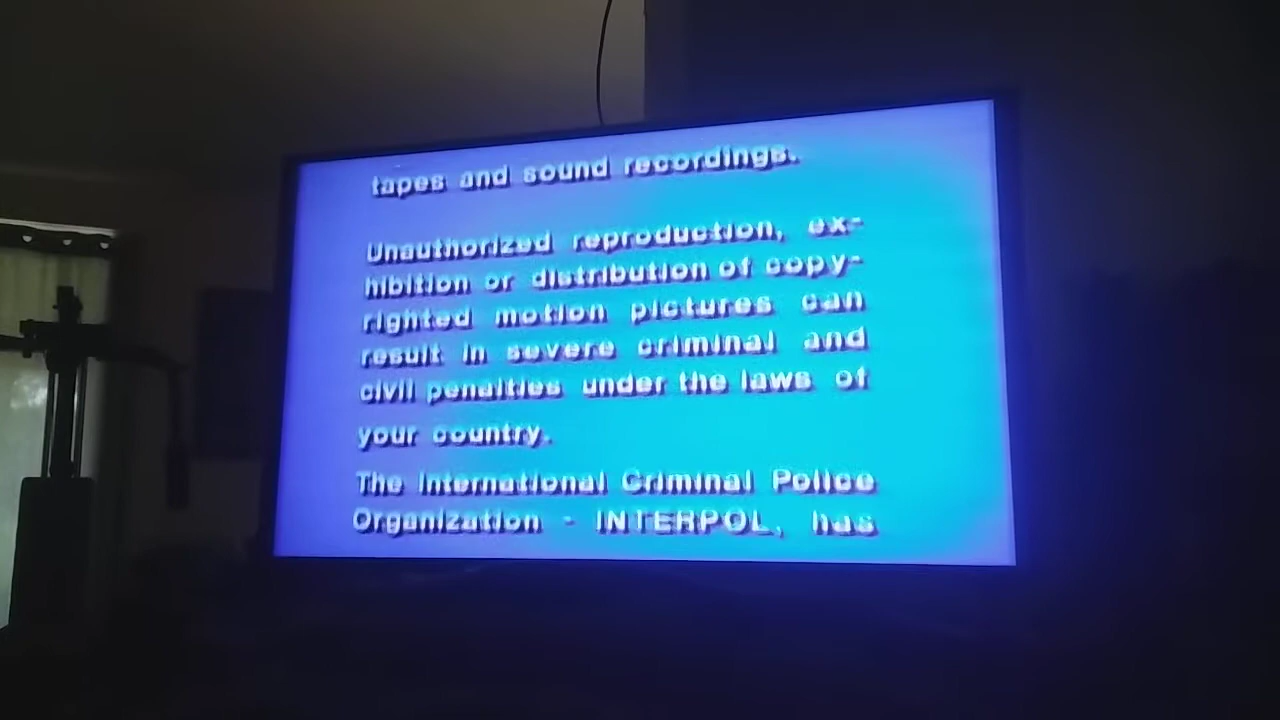 tapes and sound recordings.
Unauthorized reproduction, ex-
hibition or distribution of copy-
righted motion pictures can
result in severe criminal and
civil penalties under the laws of
your country.
The International Criminal Police
Organization - INTERPOL, has